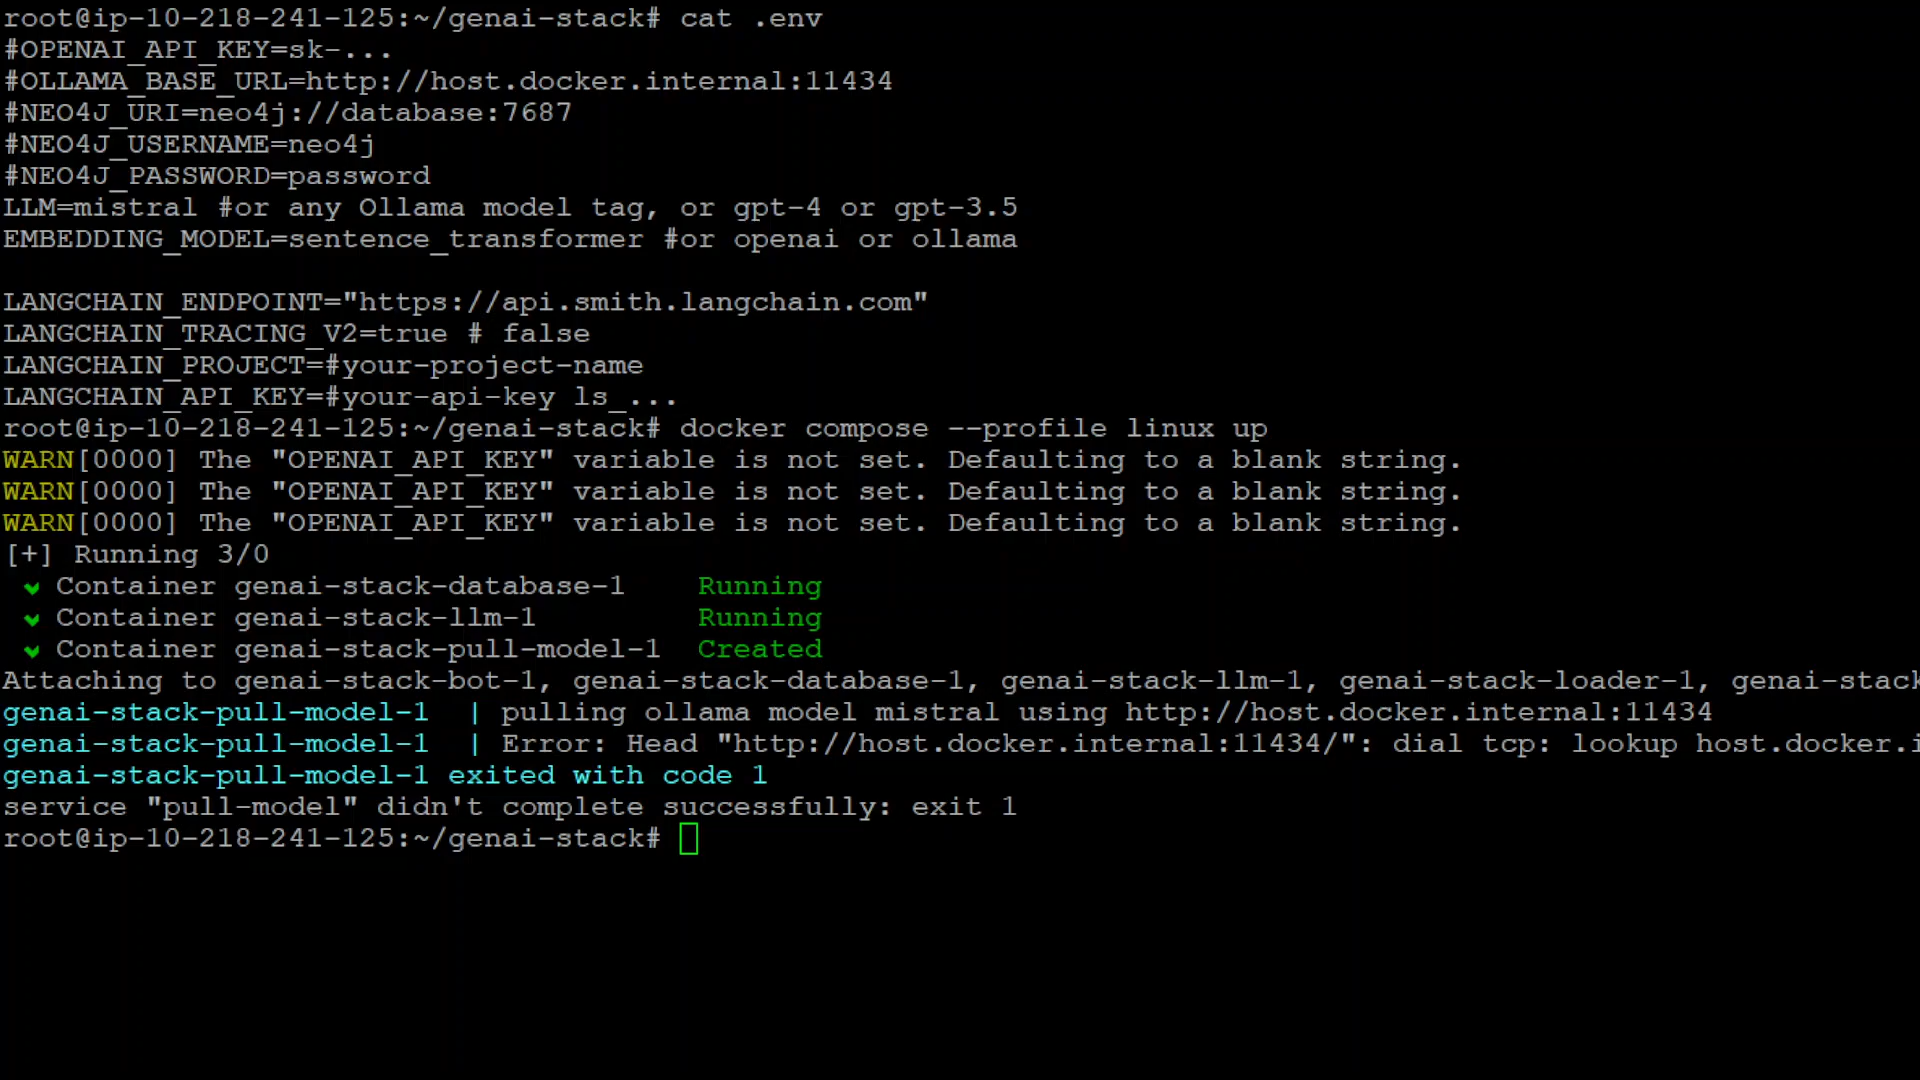 root@ip-10-218-241-125:~/genai-stack# cat .env
#OPENAI_API_KEY=sk-...
#OLLAMA_BASE_URL=http://host.docker.internal:11434
#NEO4J_URI=neo4j://database:7687
#NEO4J_USERNAME=neo4j
#NEO4J_PASSWORD=password
LLM=mistral #or any Ollama model tag, or gpt-4 or gpt-3.5
EMBEDDING_MODEL=sentence_transformer #or openai or ollama
LANGCHAIN_ENDPOINT="https://api.smith.langchain.com"
LANGCHAIN_TRACING_V2=true # false
LANGCHAIN_PROJECT=#your-project-name
LANGCHAIN_API_KEY=#your-api-key ls_...
root@ip-10-218-241-125:~/genai-stack# docker compose --profile linux up
WARN[0000] The "OPENAI_API_KEY" variable is not set. Defaulting to a blank string.
WARN[0000] The "OPENAI_API_KEY" variable is not set. Defaulting to a blank string.
WARN[0000] The "OPENAI_API_KEY" variable is not set. Defaulting to a blank string.
[+] Running 3/0
✔ Container genai-stack-database-1 Running
✔ Container genai-stack-llm-1 Running
✔ Container genai-stack-pull-model-1 Created
Attaching to genai-stack-bot-1, genai-stack-database-1, genai-stack-llm-1, genai-stack-loader-1, genai-stack
genai-stack-pull-model-1 | pulling ollama model mistral using http://host.docker.internal:11434
genai-stack-pull-model-1 | Error: Head "http://host.docker.internal:11434/": dial tcp: lookup host.docker.i
genai-stack-pull-model-1 exited with code 1
service "pull-model" didn't complete successfully: exit 1
root@ip-10-218-241-125:~/genai-stack#